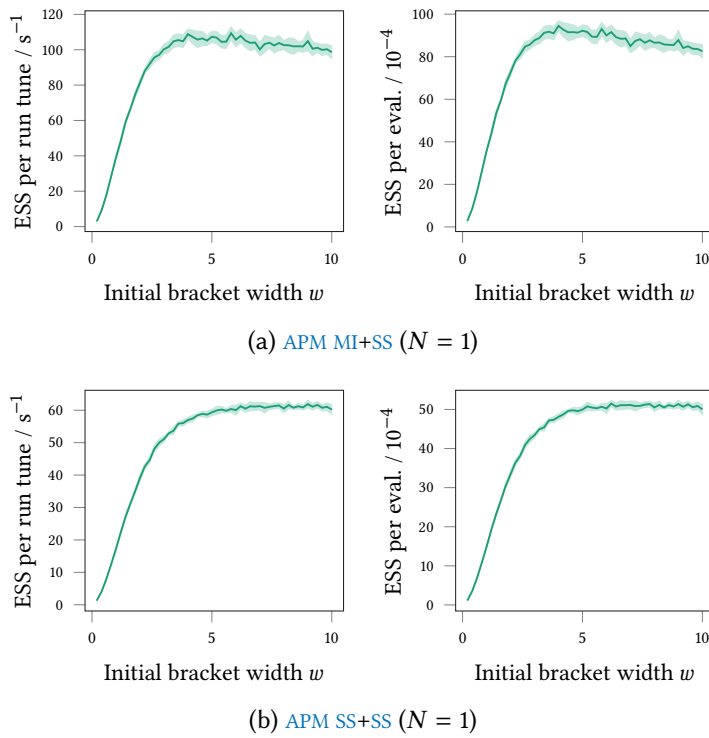 ESS per run tune / s⁻¹
120
100
80
60
40
20
0
0 5 10
Initial bracket width w
ESS per eval. / 10⁻⁴
100
80
60
40
20
0
0 5 10
Initial bracket width w
(a) APM MI+SS (N = 1)
ESS per run tune / s⁻¹
60
50
40
30
20
10
0
0 5 10
Initial bracket width w
ESS per eval. / 10⁻⁴
50
40
30
20
10
0
0 5 10
Initial bracket width w
(b) APM SS+SS (N = 1)